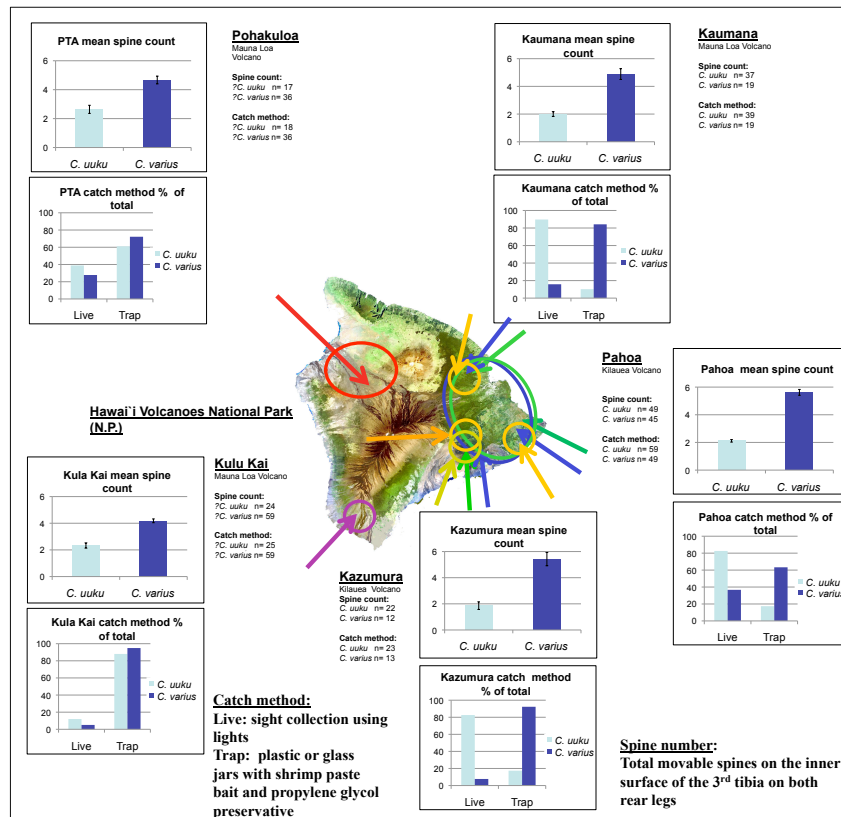 PTA mean spine count
6
4
2
0
C. uuku C. varius
Pohakuloa
Mauna Loa
Volcano
Spine count:
?C. uuku n= 17
?C. varius n= 36
Catch method:
?C. uuku n= 18
?C. varius n= 36
PTA catch method % of
total
100
80
60
40
20
0
C. uuku
C. varius
Live Trap
Kaumana mean spine
count
6
4
2
0
C. uuku C. varius
Kaumana
Mauna Loa Volcano
Spine count:
C. uuku n= 37
C. varius n= 19
Catch method:
C. uuku n= 39
C. varius n= 19
Kaumana catch method %
of total
100
80
60
40
20
0
C. uuku
C. varius
Live Trap
Pahoa
Kilauea Volcano
Spine count:
C. uuku n= 49
C. varius n= 45
Catch method:
C. uuku n= 59
C. varius n= 49
Pahoa mean spine count
6
4
2
0
C. uuku C. varius
Pahoa catch method % of
total
100
80
60
40
20
0
C. uuku
C. varius
Live Trap
Hawai`i Volcanoes National Park
(N.P.)
Kula Kai mean spine
count
6
4
2
0
C. uuku C. varius
Kulu Kai
Mauna Loa Volcano
Spine count:
?C. uuku n= 24
?C. varius n= 59
Catch method:
?C. uuku n= 25
?C. varius n= 59
Kula Kai catch method %
of total
100
80
60
40
20
0
C. uuku
C. varius
Live Trap
Kazumura
Kilauea Volcano
Spine count:
C. uuku n= 22
C. varius n= 12
Catch method:
C. uuku n= 23
C. varius n= 13
Kazumura mean spine
count
6
4
2
0
C. uuku C. varius
Kazumura catch method
% of total
100
80
60
40
20
0
C. uuku
C. varius
Live Trap
Catch method:
Live: sight collection using
lights
Trap: plastic or glass
jars with shrimp paste
bait and propylene glycol
preservative
Spine number:
Total movable spines on the inner
surface of the 3rd tibia on both
rear legs